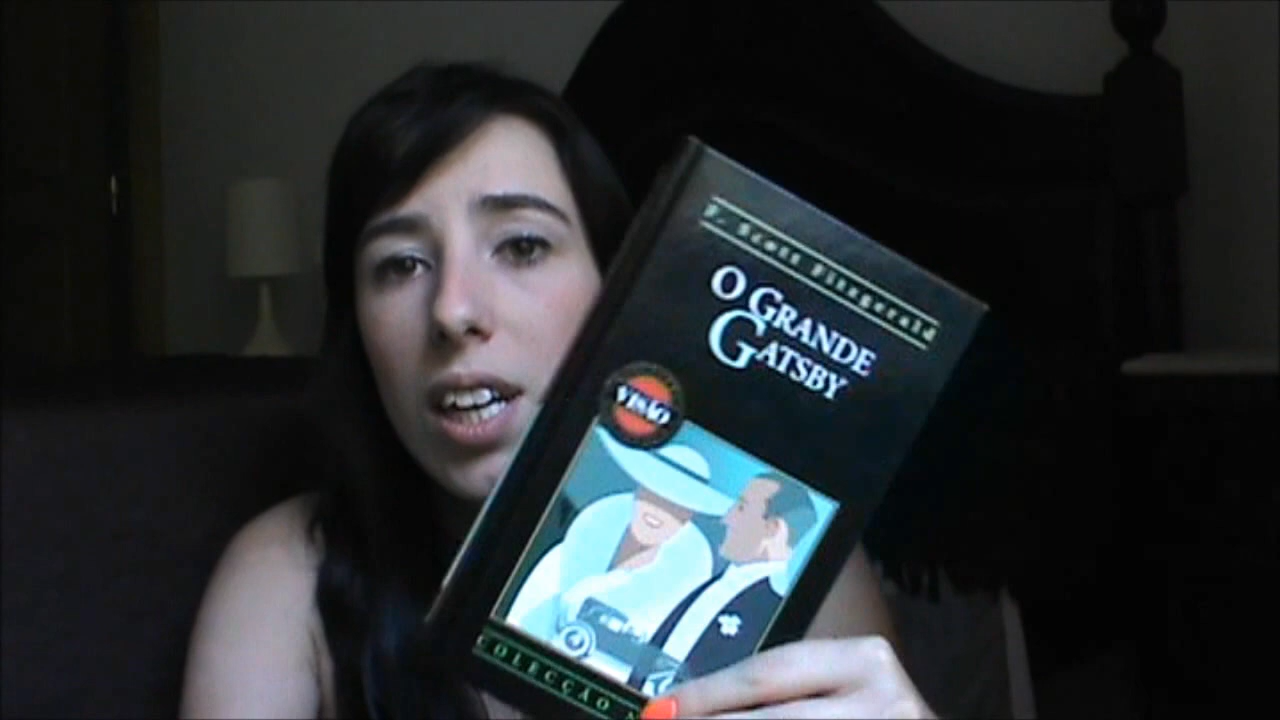 F. Scott Fitzgerald
O GRANDE
GATSBY
VISÃO
COLECÇÃO